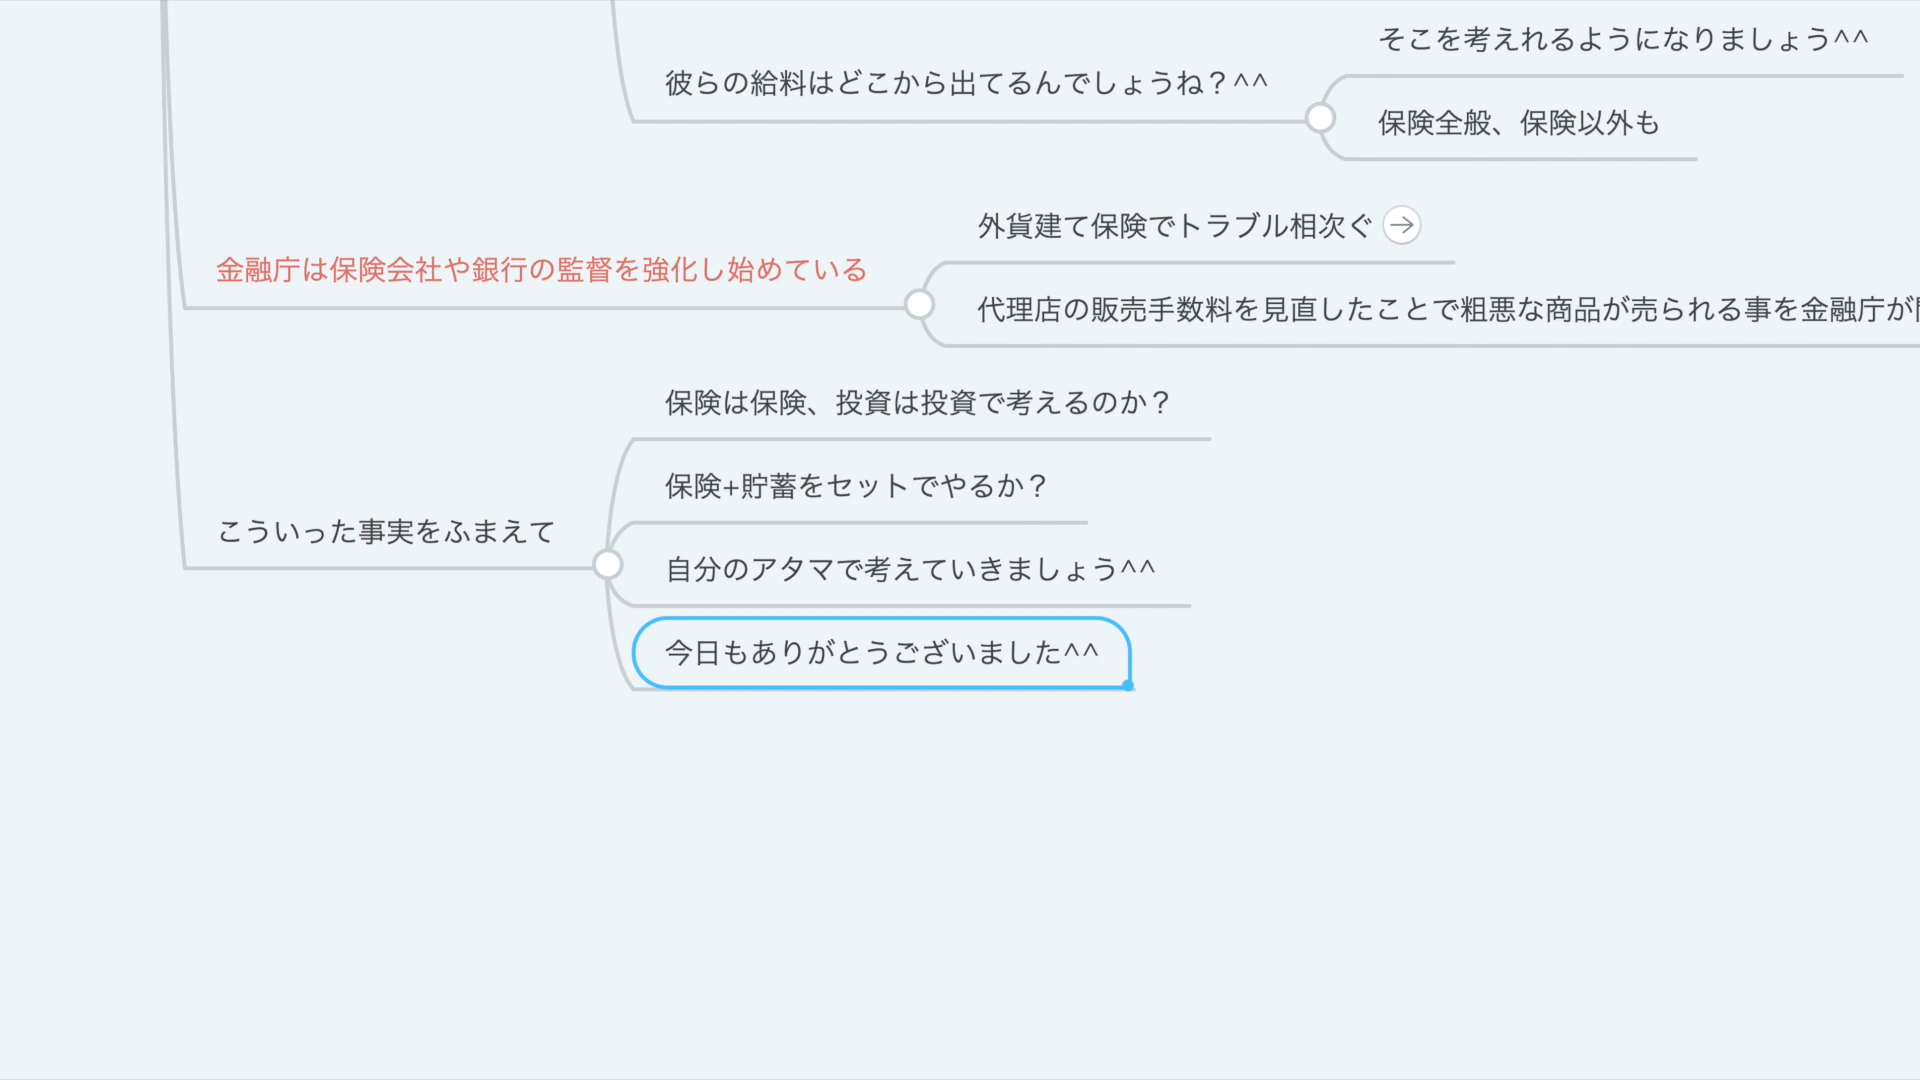 彼らの給料はどこから出てるんでしょうね？^^
そこを考えれるようになりましょう^^
保険全般、保険以外も
金融庁は保険会社や銀行の監督を強化し始めている
外貨建て保険でトラブル相次ぐ
代理店の販売手数料を見直したことで粗悪な商品が売られる事を金融庁が
こういった事実をふまえて
保険は保険、投資は投資で考えるのか？
保険+貯蓄をセットでやるか？
自分のアタマで考えていきましょう^^
今日もありがとうございました^^